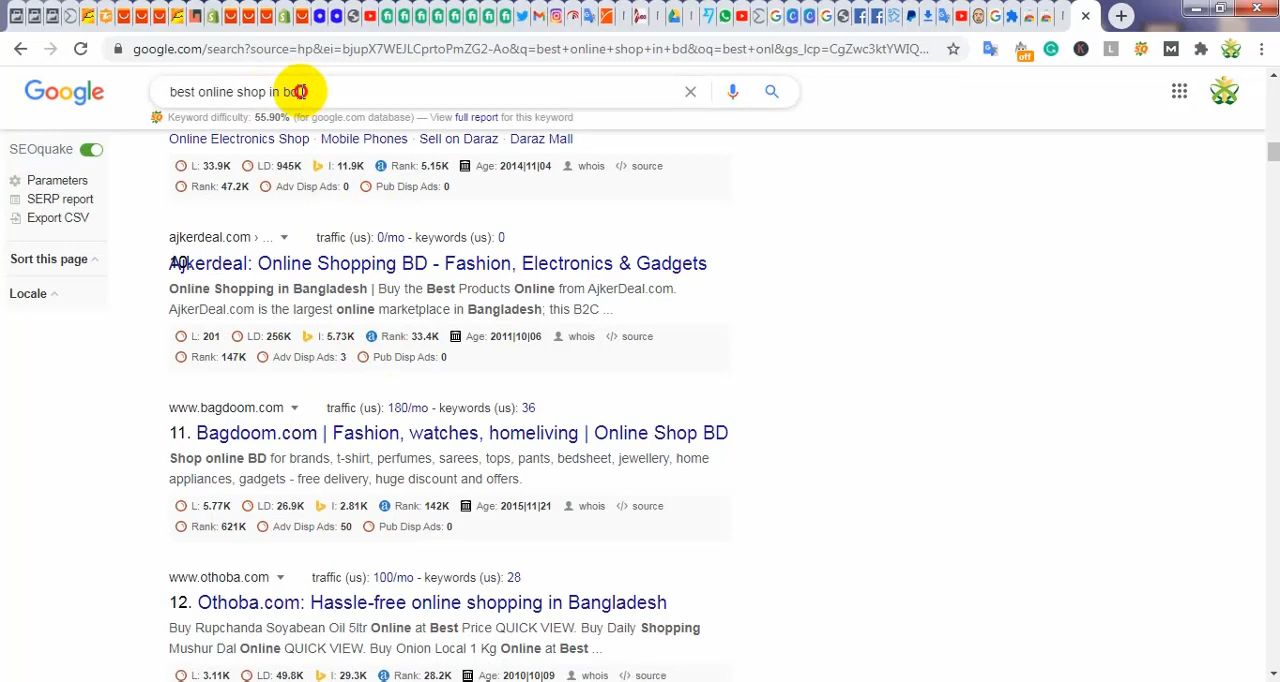 google.com/search?source=hp&ei=bjupX7WEJLCprtoPmZG2-Ao&q=best+online+shop+in+bd&oq=best+onl&gs_lcp=CgZwc3ktYWIQ...
off
Google
best online shop in bd
Keyword difficulty: 55.90% (for google.com database) — View full report for this keyword
SEOquake
Parameters
SERP report
Export CSV
Sort this page
Locale
Online Electronics Shop · Mobile Phones · Sell on Daraz · Daraz Mall
L: 33.9K LD: 945K I: 11.9K Rank: 5.15K Age: 2014|11|04 whois </> source
Rank: 47.2K Adv Disp Ads: 0 Pub Disp Ads: 0
ajkerdeal.com › ... traffic (us): 0/mo - keywords (us): 0
10. Ajkerdeal: Online Shopping BD - Fashion, Electronics & Gadgets
Online Shopping in Bangladesh | Buy the Best Products Online from AjkerDeal.com.
AjkerDeal.com is the largest online marketplace in Bangladesh; this B2C ...
L: 201 LD: 256K I: 5.73K Rank: 33.4K Age: 2011|10|06 whois </> source
Rank: 147K Adv Disp Ads: 3 Pub Disp Ads: 0
www.bagdoom.com traffic (us): 180/mo - keywords (us): 36
11. Bagdoom.com | Fashion, watches, homeliving | Online Shop BD
Shop online BD for brands, t-shirt, perfumes, sarees, tops, pants, bedsheet, jewellery, home
appliances, gadgets - free delivery, huge discount and offers.
L: 5.77K LD: 26.9K I: 2.81K Rank: 142K Age: 2015|11|21 whois </> source
Rank: 621K Adv Disp Ads: 50 Pub Disp Ads: 0
www.othoba.com traffic (us): 100/mo - keywords (us): 28
12. Othoba.com: Hassle-free online shopping in Bangladesh
Buy Rupchanda Soyabean Oil 5ltr Online at Best Price QUICK VIEW. Buy Daily Shopping
Mushur Dal Online QUICK VIEW. Buy Onion Local 1 Kg Online at Best ...
L: 3.11K LD: 49.8K I: 29.3K Rank: 28.2K Age: 2010|10|09 whois </> source